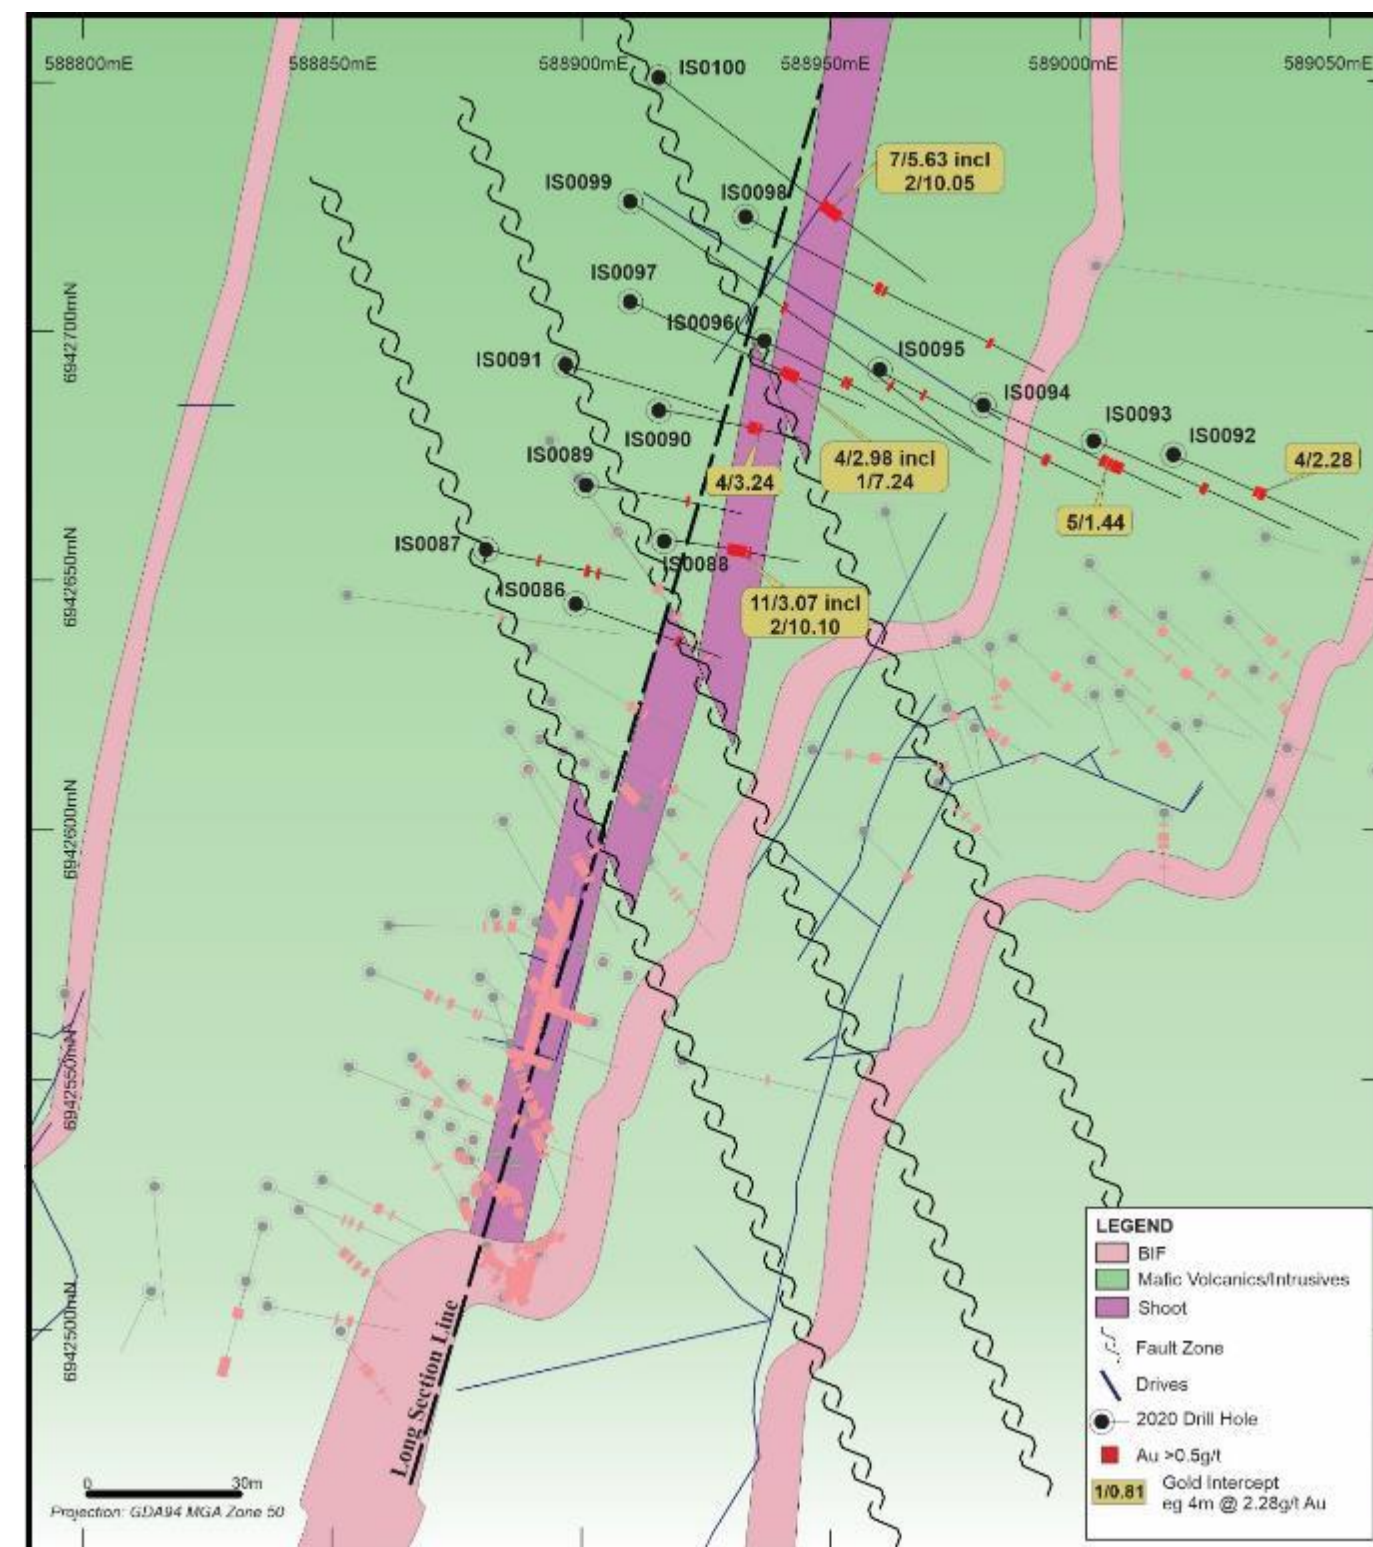 588800mE
588850mE
588900mE
588950mE
589000mE
589050mE
IS0100
7/5.63 incl
2/10.05
IS0099
IS0098
IS0097
6942700mN
IS0096
IS0095
IS0091
IS0094
IS0090
IS0093
IS0092
IS0089
4/2.98 incl
1/7.24
4/2.28
4/3.24
5/1.44
IS0087
IS0088
6942650mN
IS0086
11/3.07 incl
2/10.10
6942600mN
6942550mN
6942500mN
Long Section Line
LEGEND
BIF
Mafic Volcanics/Intrusives
Shoot
Fault Zone
Drives
2020 Drill Hole
Au >0.5g/t
1/0.81 Gold Intercept
eg 4m @ 2.28g/t Au
0 30m
Projection: GDA94 MGA Zone 50